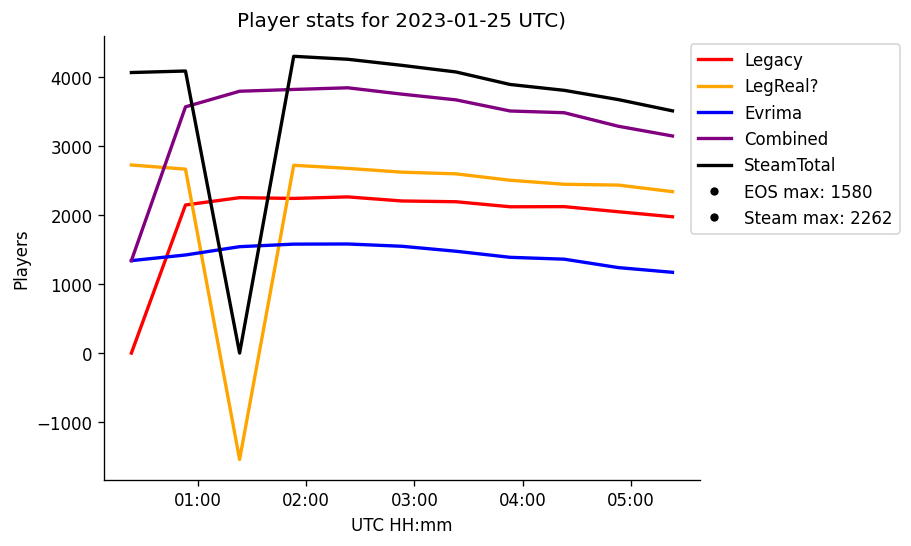 Player stats for 2023-01-25 UTC)
Legacy
LegReal?
Evrima
Combined
SteamTotal
EOS max: 1580
Steam max: 2262
4000
3000
2000
1000
0
−1000
Players
01:00
02:00
03:00
04:00
05:00
UTC HH:mm